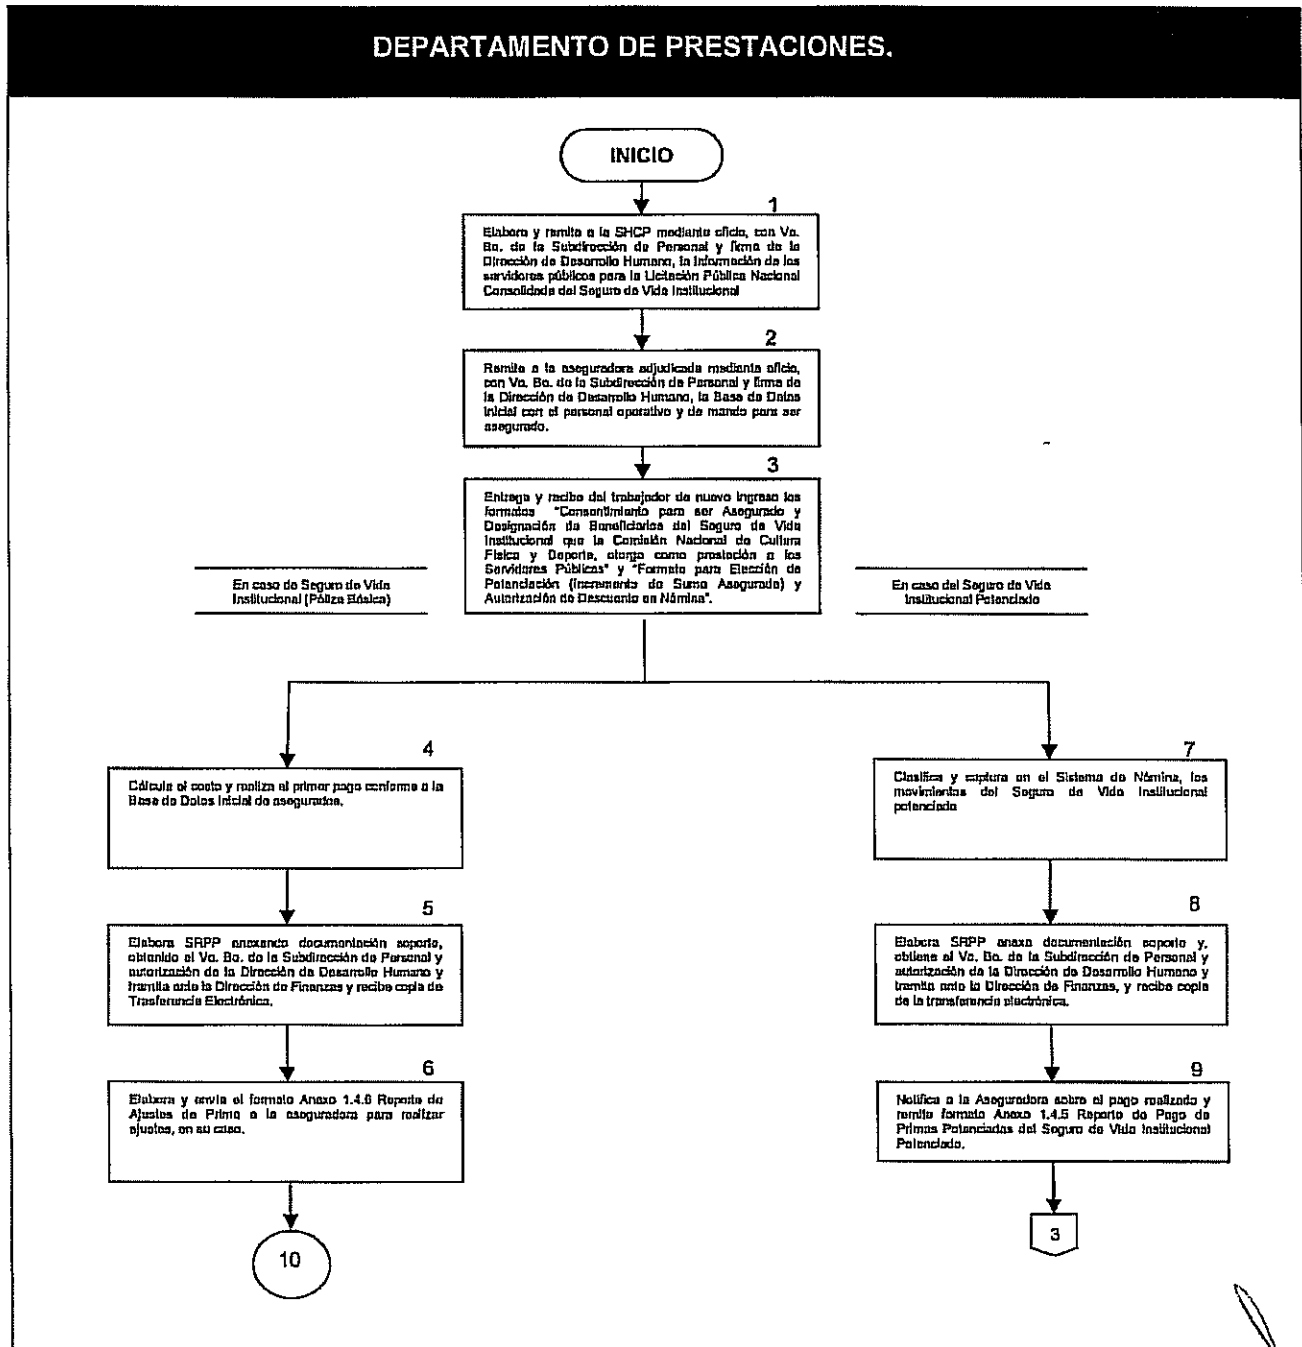 DEPARTAMENTO DE PRESTACIONES.
INICIO
1
Elabora y remite a la SHCP mediante oficio, con Vo.
Bo. de la Subdirección de Personal y firma de la
Dirección de Desarrollo Humano, la Información de los
servidores públicos para la Licitación Pública Nacional
Consolidada del Seguro de Vida Institucional
2
Remite a la aseguradora adjudicada mediante oficio,
con Vo. Bo. de la Subdirección de Personal y firma de
la Dirección de Desarrollo Humano, la Base de Datos
Inicial con el personal operativo y de mando para ser
asegurado.
3
Entrega y recibe del trabajador de nuevo ingreso los
formatos "Consentimiento para ser Asegurado y
Designación de Beneficiarios del Seguro de Vida
Institucional que la Comisión Nacional de Cultura
Física y Deporte, otorga como prestación a los
Servidores Públicos" y "Formato para Elección de
Potenciación (Incremento de Suma Asegurada) y
Autorización de Descuento en Nómina".
En caso de Seguro de Vida
Institucional (Póliza Básica)
En caso del Seguro de Vida
Institucional Potenciado
4
Cálcula el costo y realiza el primer pago conforme a la
Base de Datos Inicial de asegurados.
5
Elabora SRPP anexando documentación soporte,
obtenido el Vo. Bo. de la Subdirección de Personal y
autorización de la Dirección de Desarrollo Humano y
tramita ante la Dirección de Finanzas y recibe copia de
Trasferencia Electrónica.
6
Elabora y envía el formato Anexo 1.4.6 Reporte de
Ajustes de Prima a la aseguradora para realizar
ajustes, en su caso.
10
7
Clasifica y captura en el Sistema de Nómina, los
movimientos del Seguro de Vida Institucional
potenciado
8
Elabora SRPP anexa documentación soporte y,
obtiene el Vo. Bo. de la Subdirección de Personal y
autorización de la Dirección de Desarrollo Humano y
tramita ante la Dirección de Finanzas, y recibe copia
de la transferencia electrónica.
9
Notifica a la Aseguradora sobre el pago realizado y
remite formato Anexo 1.4.5 Reporte de Pago de
Primas Potenciadas del Seguro de Vida Institucional
Potenciado.
3